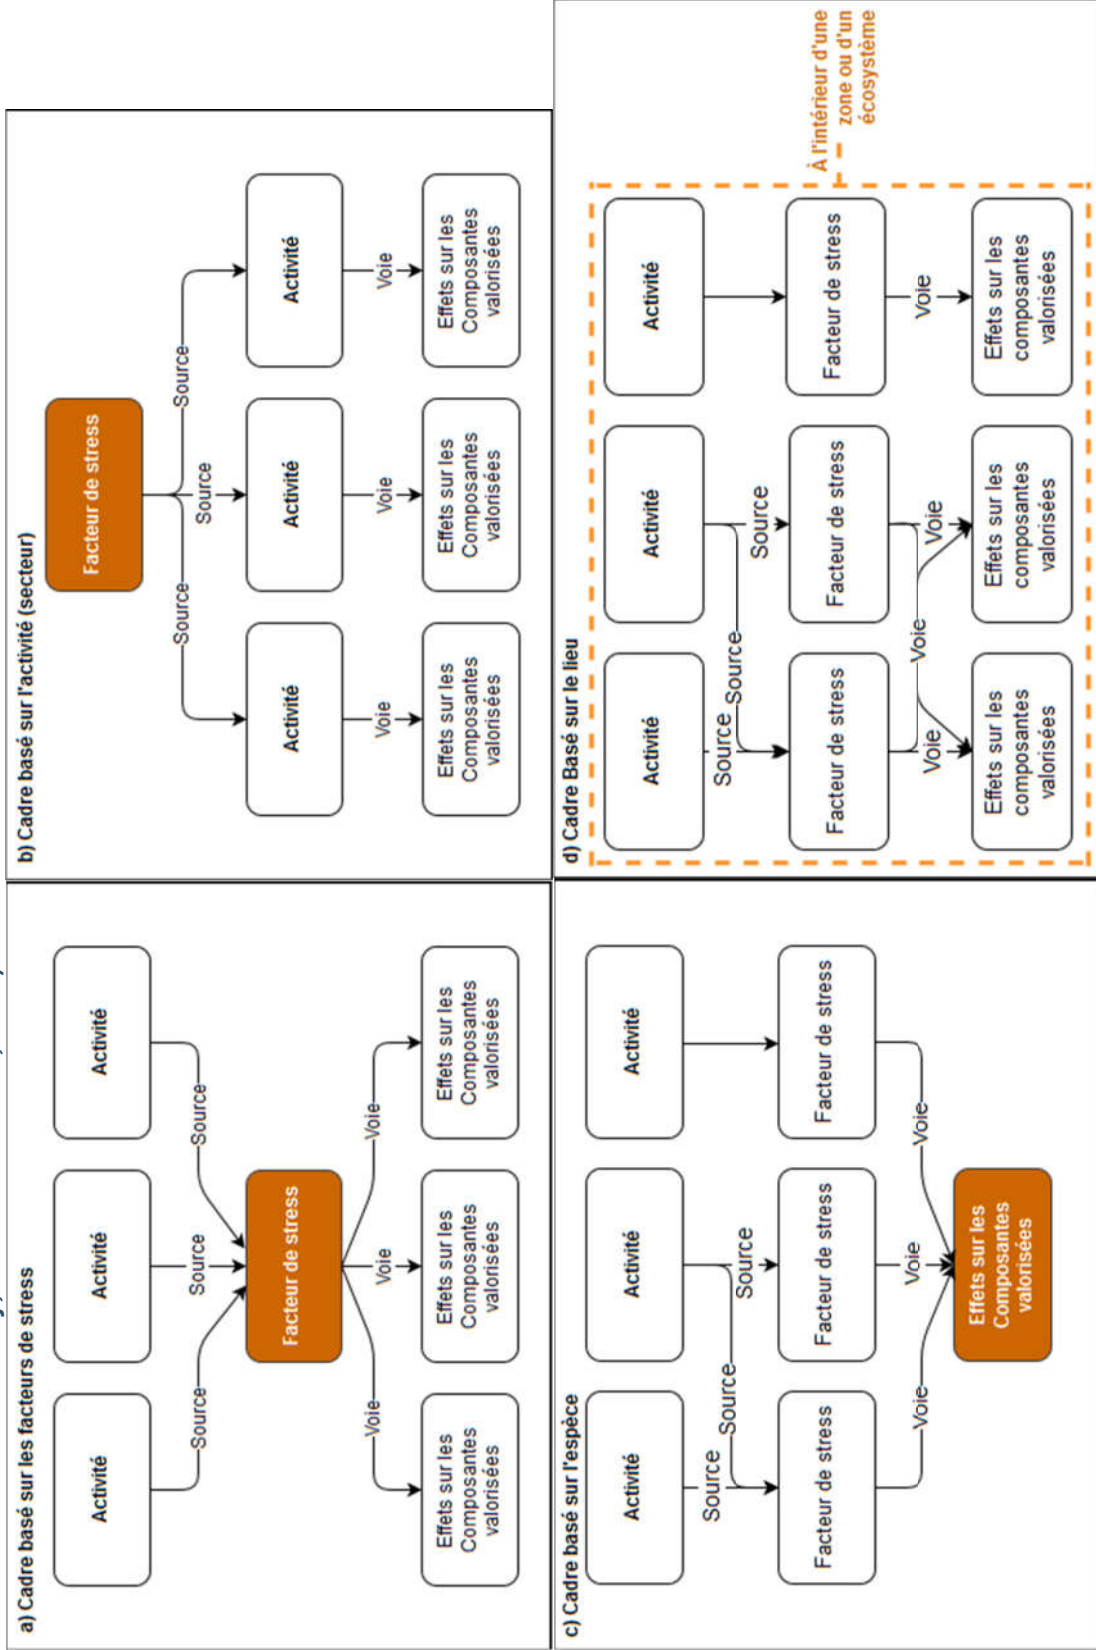 a) Cadre basé sur les facteurs de stress
Activité
Activité
Activité
Source
Source
Source
Facteur de stress
Voie
Voie
Voie
Effets sur les
Composantes
valorisées
Effets sur les
Composantes
valorisées
Effets sur les
Composantes
valorisées
b) Cadre basé sur l'activité (secteur)
Facteur de stress
Source
Source
Source
Activité
Activité
Activité
Voie
Voie
Voie
Effets sur les
Composantes
valorisées
Effets sur les
Composantes
valorisées
Effets sur les
Composantes
valorisées
c) Cadre basé sur l'espèce
Activité
Activité
Activité
Source
Source
Source
Facteur de stress
Facteur de stress
Facteur de stress
Voie
Voie
Voie
Effets sur les
Composantes
valorisées
d) Cadre Basé sur le lieu
Activité
Activité
Activité
Source
Source
Source
Facteur de stress
Facteur de stress
Facteur de stress
Voie
Voie
Voie
Voie
Effets sur les
composantes
valorisées
Effets sur les
composantes
valorisées
Effets sur les
composantes
valorisées
À l'intérieur d'une
zone ou d'un
écosystème